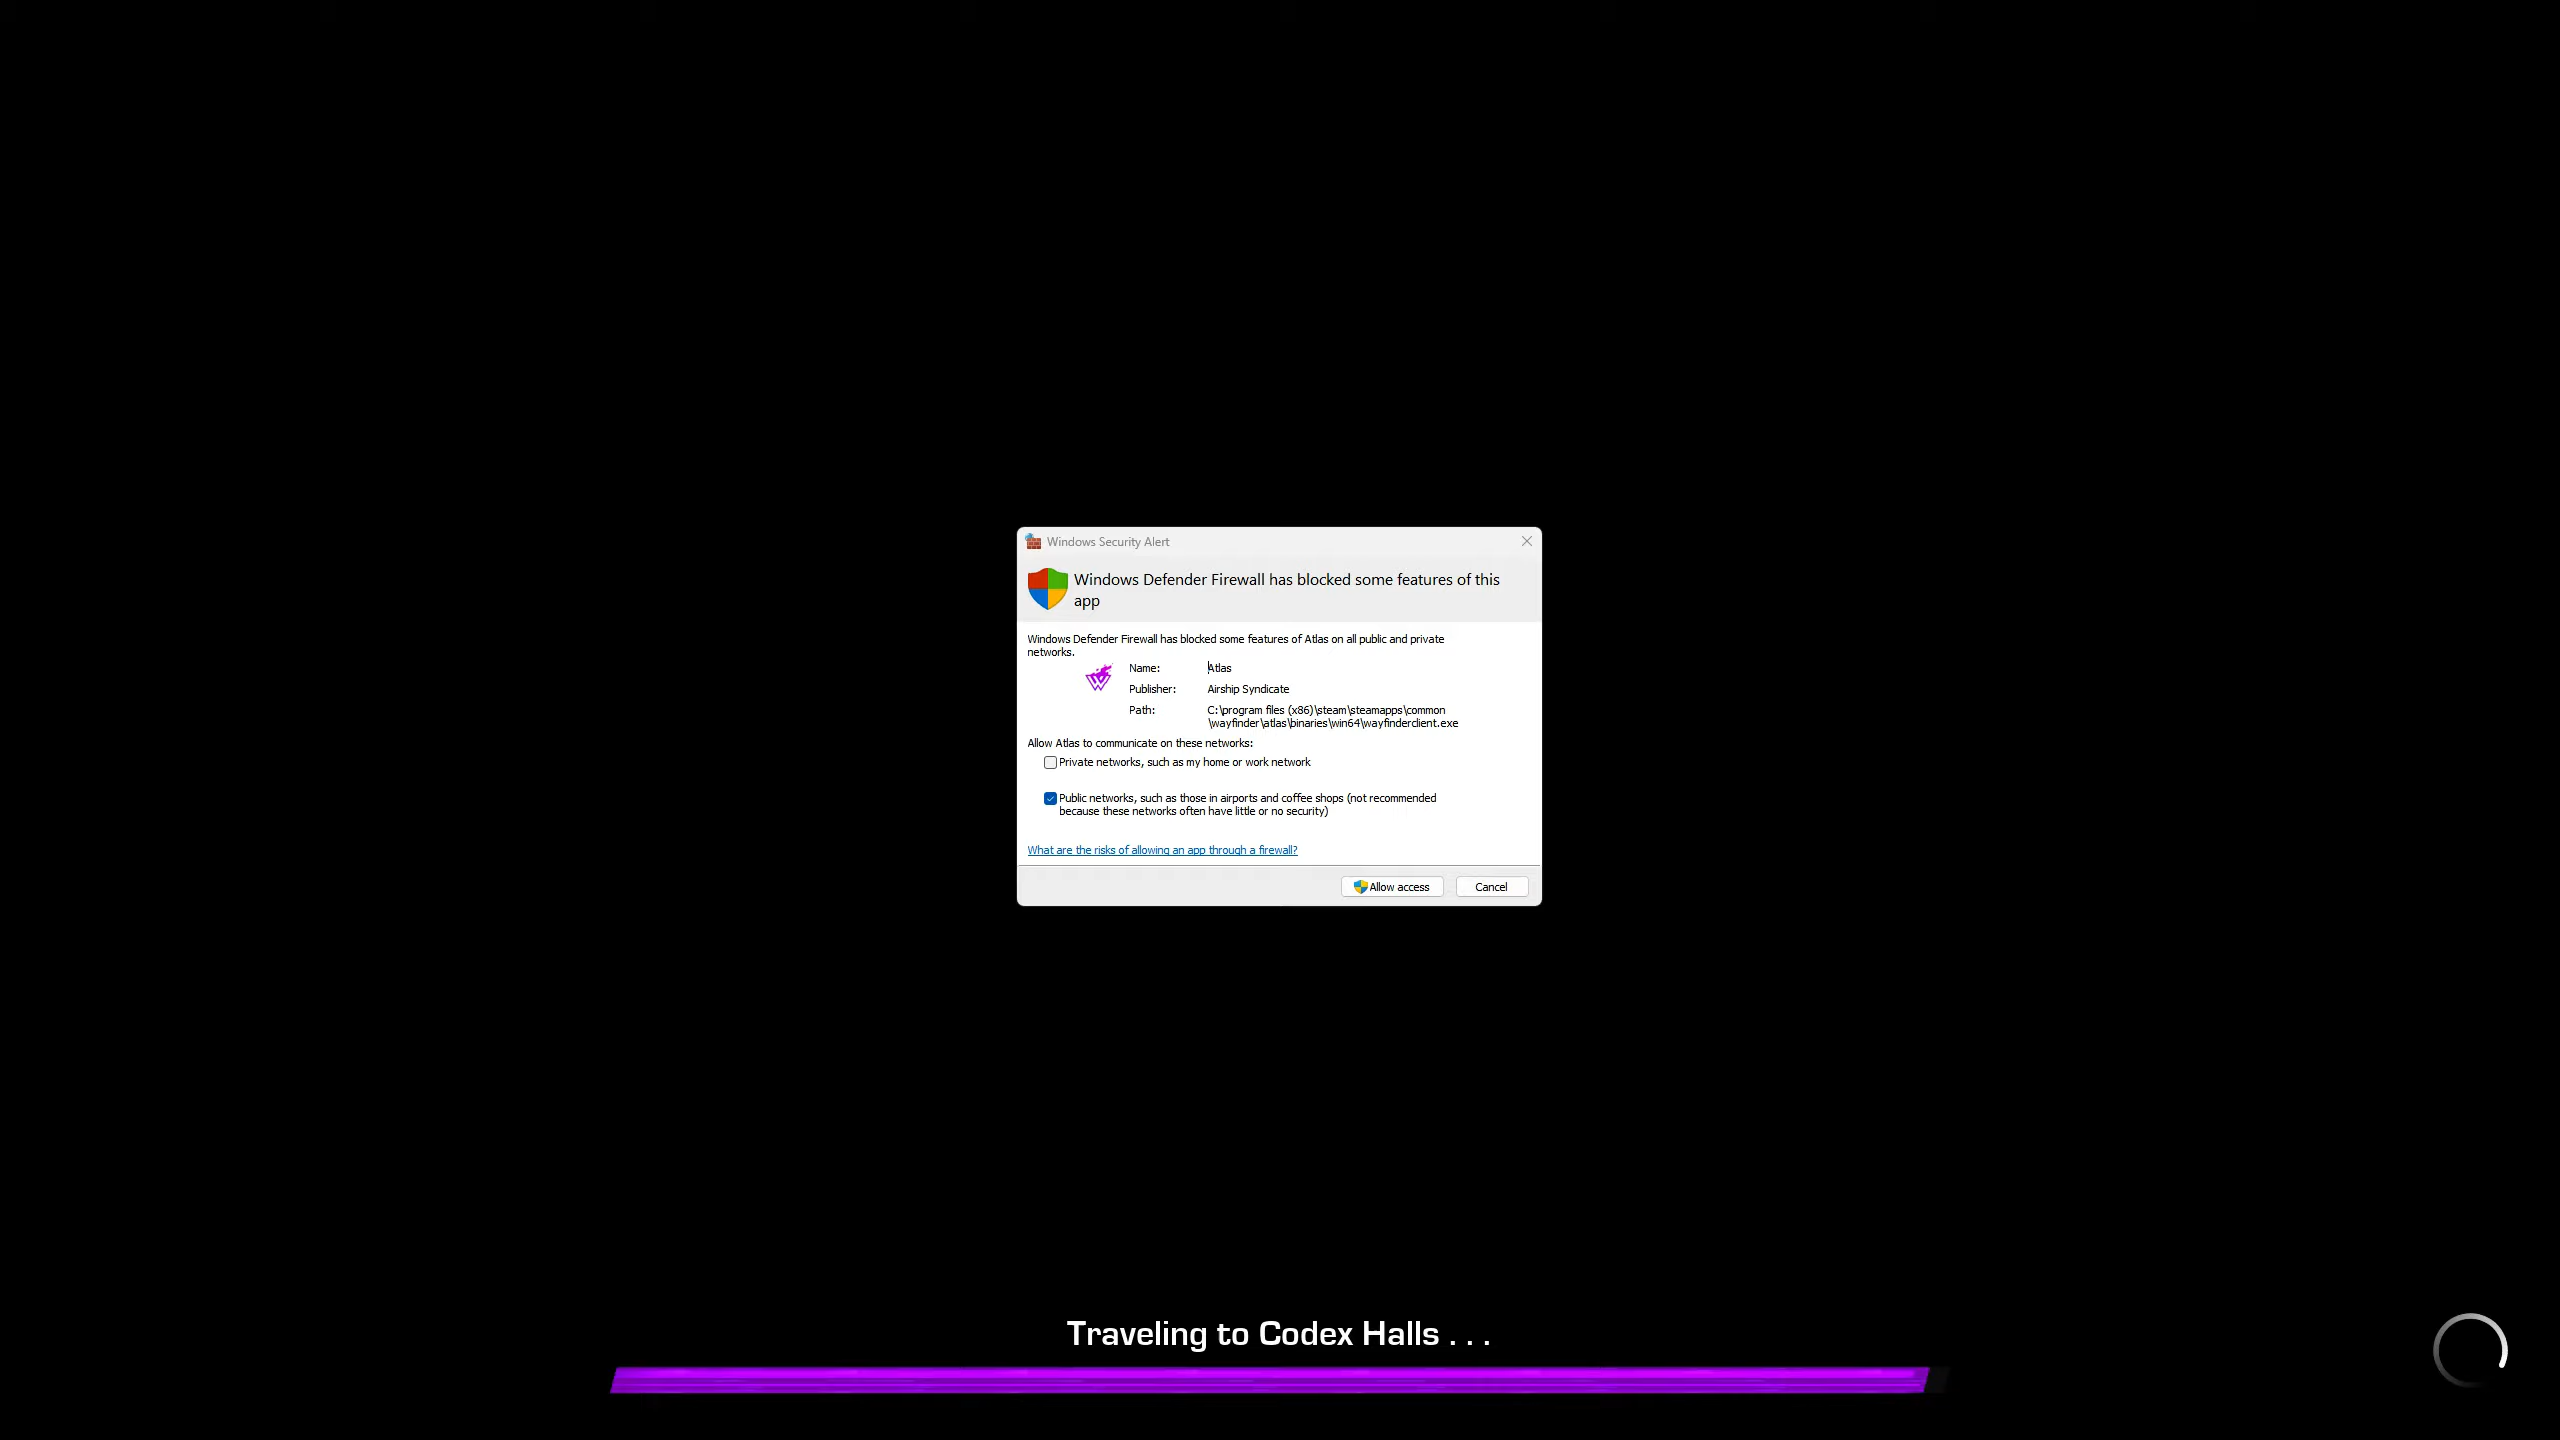 Windows Security Alert
Windows Defender Firewall has blocked some features of this
app
Windows Defender Firewall has blocked some features of Atlas on all public and private
networks.
Name: Atlas
Publisher: Airship Syndicate
Path: C:\program files (x86)\steam\steamapps\common
\wayfinder\atlas\binaries\win64\wayfinderclient.exe
Allow Atlas to communicate on these networks:
Private networks, such as my home or work network
Public networks, such as those in airports and coffee shops (not recommended
because these networks often have little or no security)
What are the risks of allowing an app through a firewall?
Allow access Cancel
Traveling to Codex Halls . . .